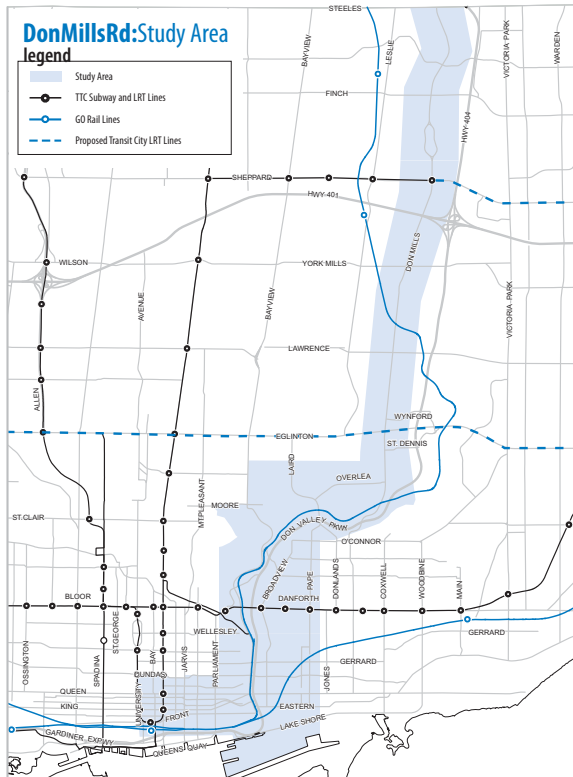 DonMillsRd:Study Area
legend
Study Area
TTC Subway and LRT Lines
GO Rail Lines
Proposed Transit City LRT Lines
STEELES
BAYVIEW
LESLIE
VICTORIA PARK
WARDEN
FINCH
HWY 404
SHEPPARD
HWY 401
DON MILLS
WILSON
YORK MILLS
AVENUE
BAYVIEW
VICTORIA PARK
LAWRENCE
ALLEN
WYNFORD
EGLINTON
ST. DENNIS
LAIRD
OVERLEA
MTPLEASANT
MOORE
ST.CLAIR
DON VALLEY PKWY
O'CONNOR
BROADVIEW
PAPE
DONLANDS
COXWELL
WOODBINE
MAIN
BLOOR
DANFORTH
ST.GEORGE
WELLESLEY
GERRARD
OSSINGTON
SPADINA
BAY
JARVIS
PARLIAMENT
GERRARD
DUNDAS
JONES
QUEEN
UNIVERSITY
KING
EASTERN
FRONT
LAKE SHORE
GARDINER EXPWY
QUEENS QUAY